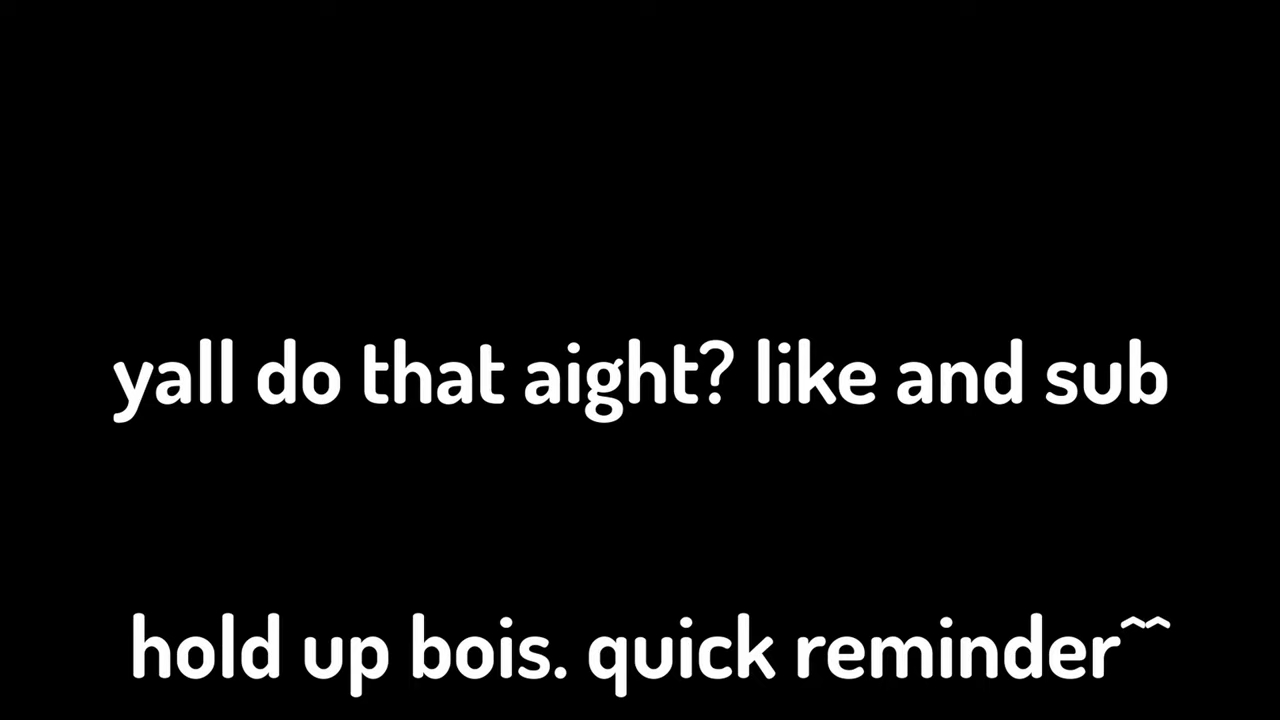 yall do that aight? like and sub
hold up bois. quick reminder^^